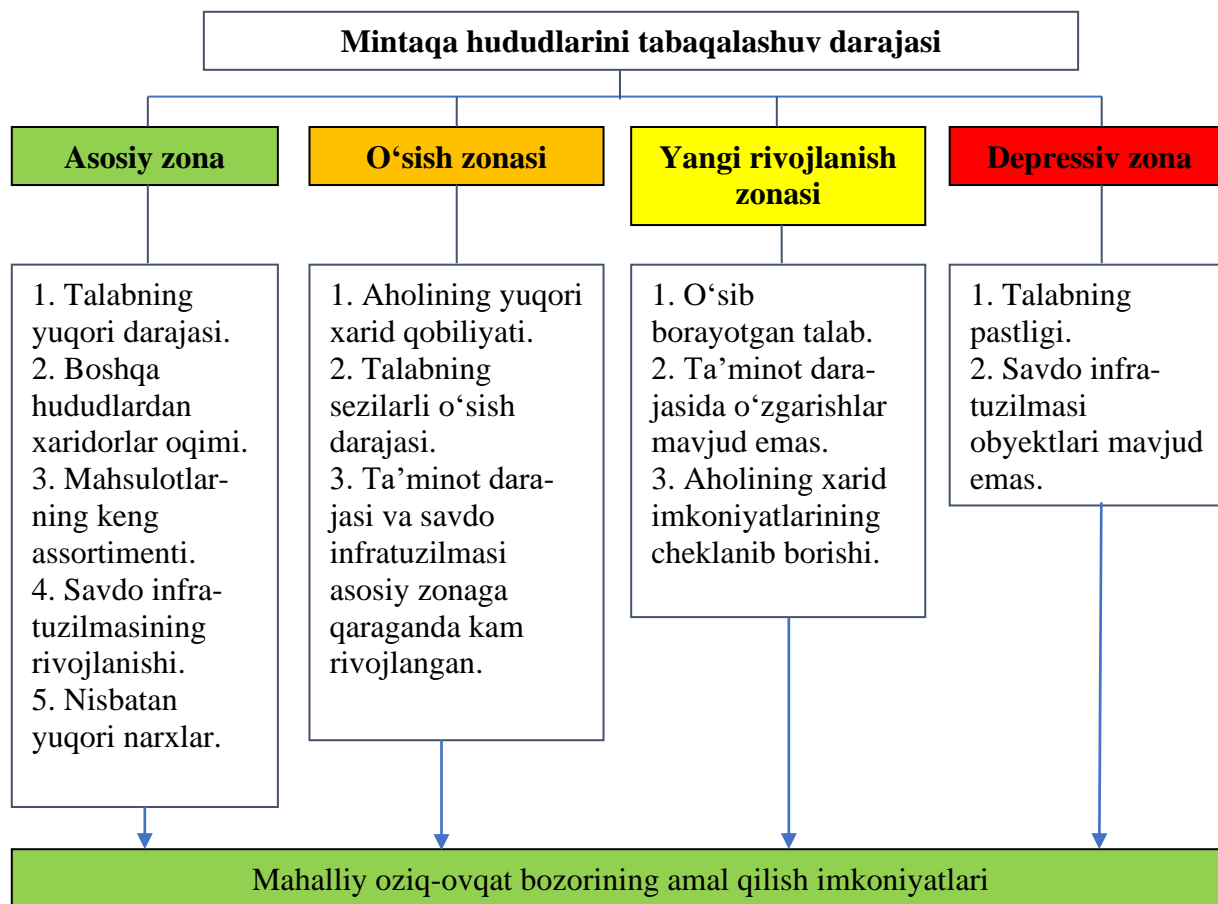 Mintaqa hududlarini tabaqalashuv darajasi
Asosiy zona
O‘sish zonasi
Yangi rivojlanish
zonasi
Depressiv zona
1. Talabning
yuqori darajasi.
2. Boshqa
hududlardan
xaridorlar oqimi.
3. Mahsulotlar-
ning keng
assortimenti.
4. Savdo infra-
tuzilmasining
rivojlanishi.
5. Nisbatan
yuqori narxlar.
1. Aholining yuqori
xarid qobiliyati.
2. Talabning
sezilarli o‘sish
darajasi.
3. Ta’minot dara-
jasi va savdo
infratuzilmasi
asosiy zonaga
qaraganda kam
rivojlangan.
1. O‘sib
borayotgan talab.
2. Ta’minot dara-
jasida o‘zgarishlar
mavjud emas.
3. Aholining xarid
imkoniyatlarining
cheklanib borishi.
1. Talabning
pastligi.
2. Savdo infra-
tuzilmasi
obyektlari mavjud
emas.
Mahalliy oziq-ovqat bozorining amal qilish imkoniyatlari